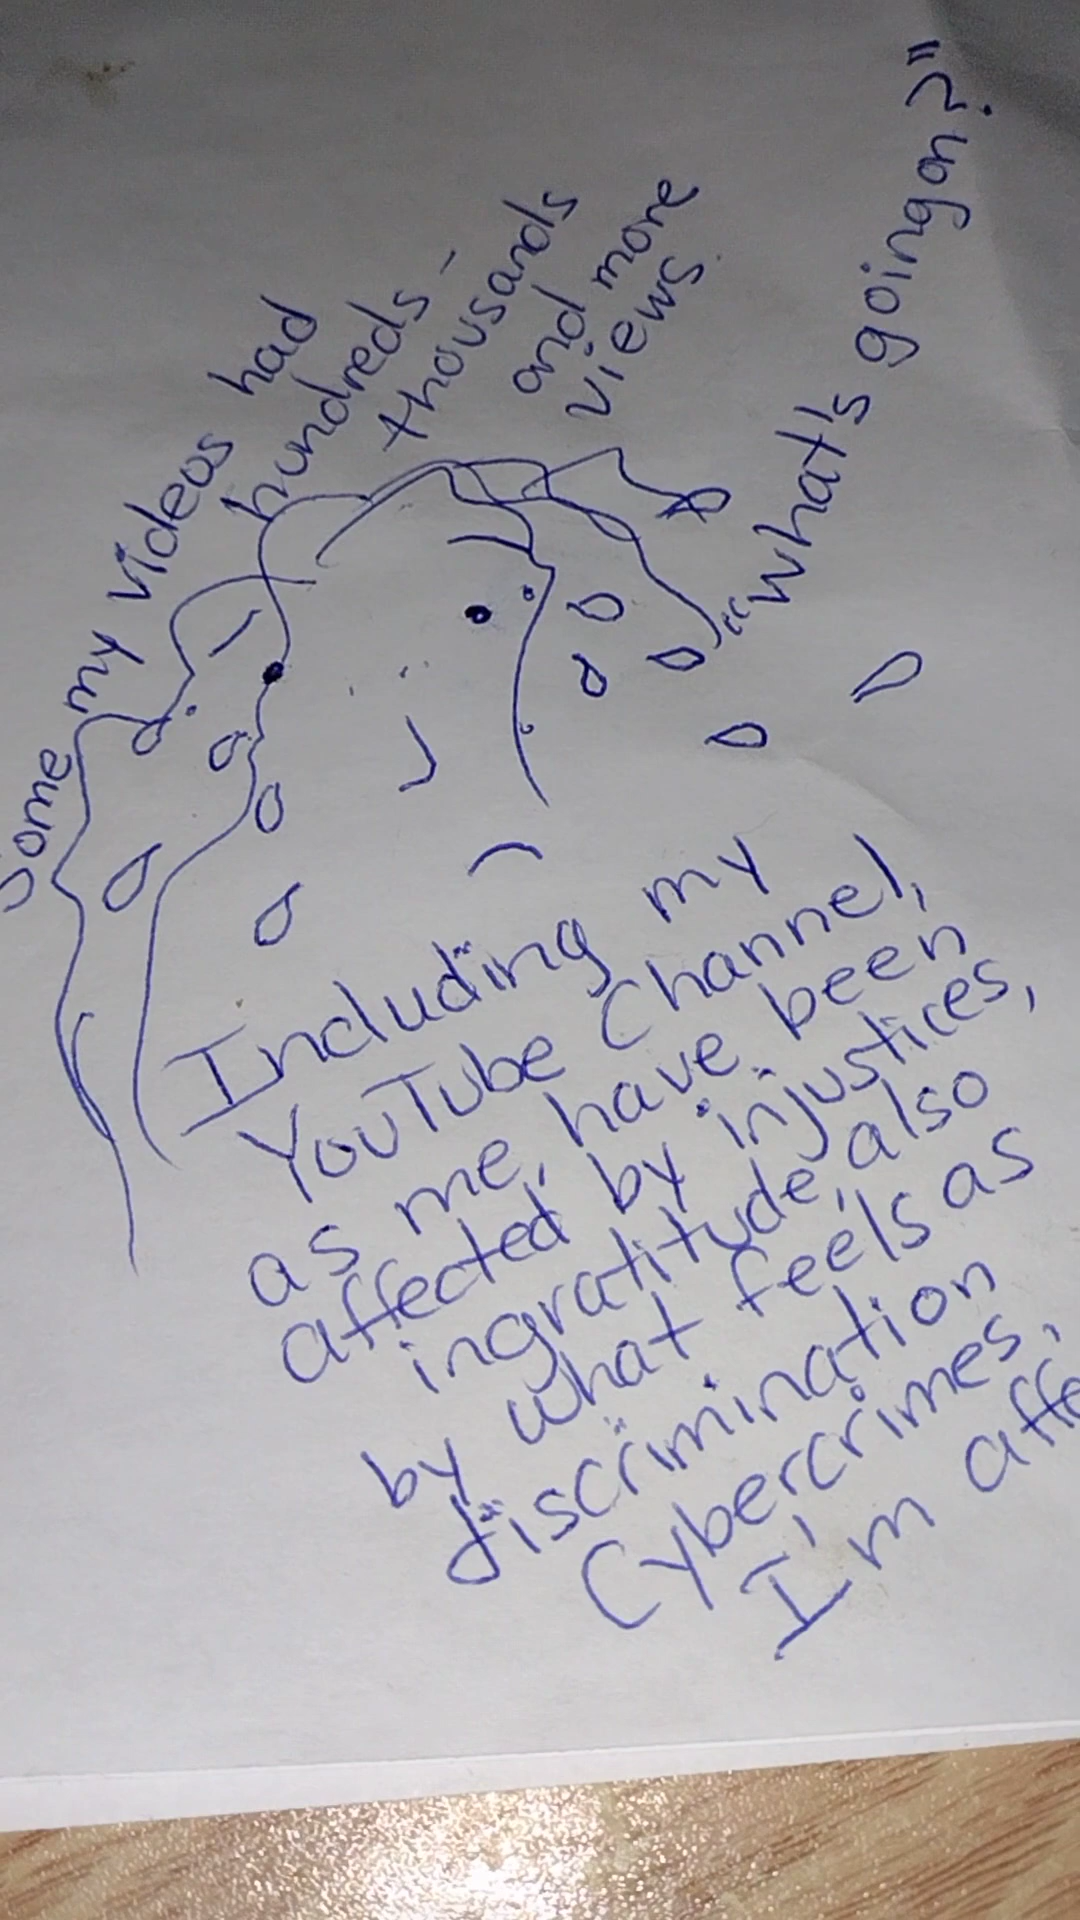 Some my videos had
hundreds -
thousands
and more
views.
"What's going on?"
Including my
YouTube Channel,
as me, have been
affected by injustices,
ingratitude, also
by what feels as
discrimination
Cybercrimes,
I'm